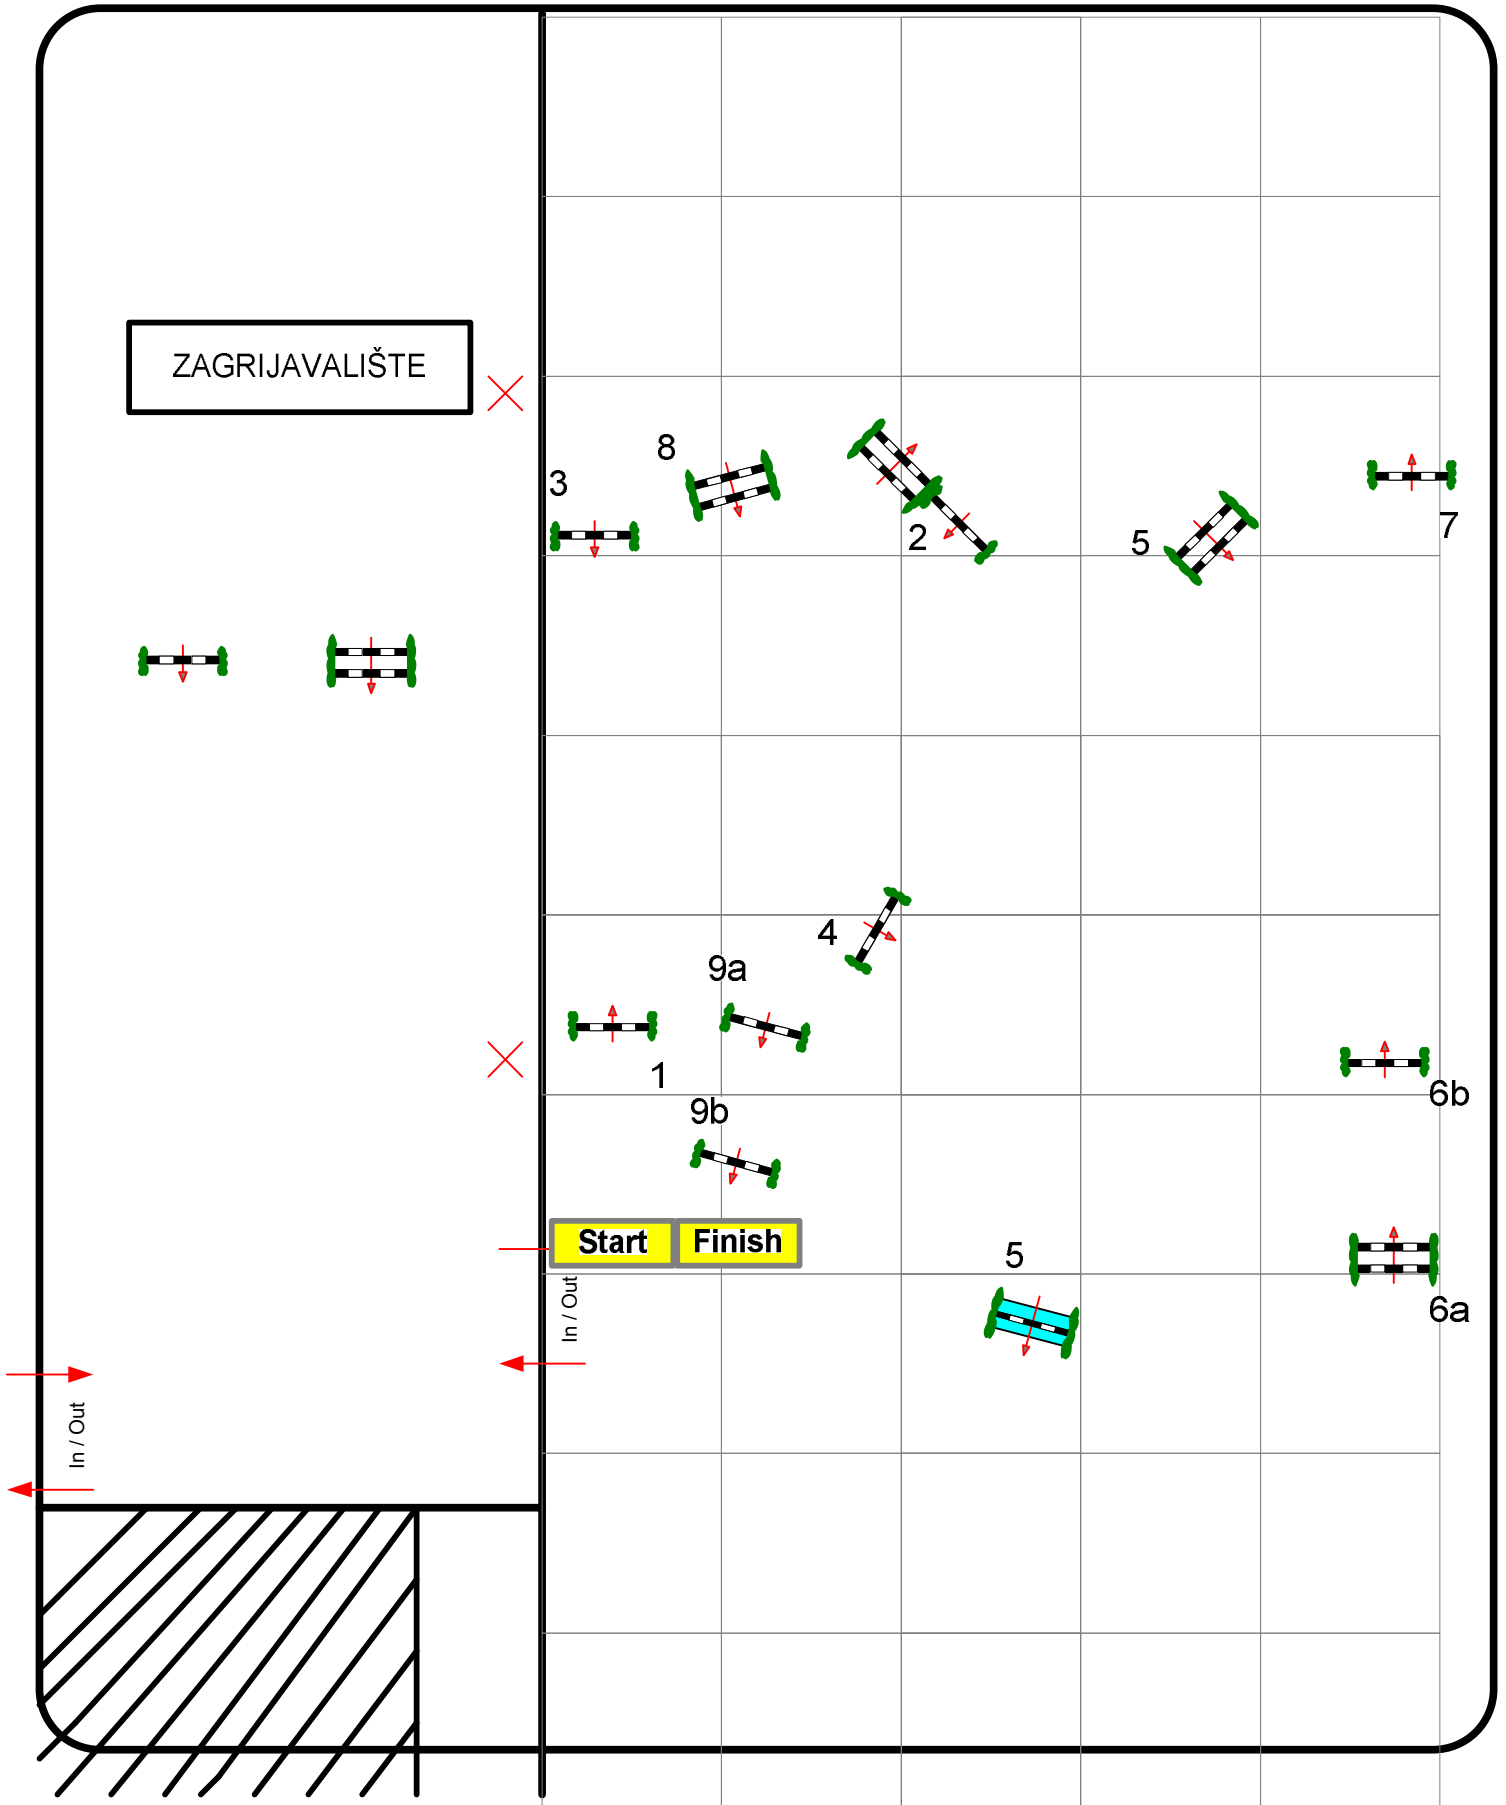 ZAGRIJAVALIŠTE
8
3
2
5
7
4
9a
1
9b
6b
Start
Finish
5
In / Out
6a
In / Out